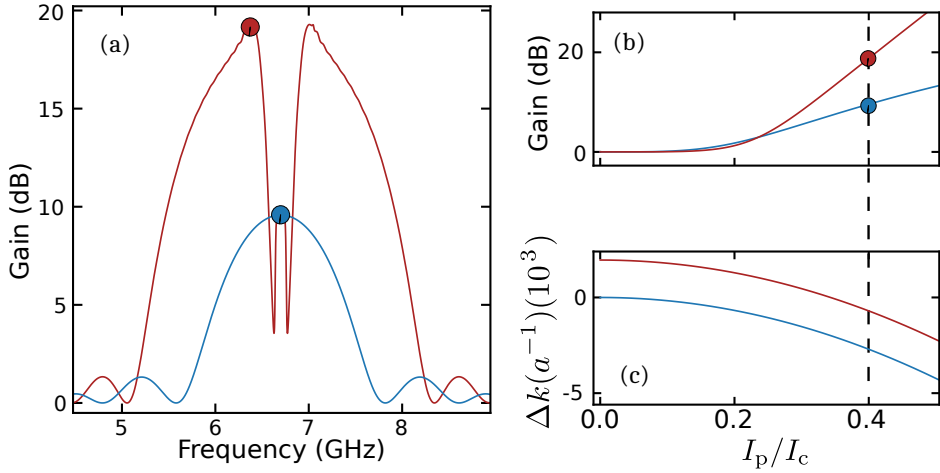 (a)
Gain (dB)
20
15
10
5
0
5
6
7
8
Frequency (GHz)
(b)
Gain (dB)
20
0
(c)
Δk(a⁻¹)(10³)
0
-5
0.0
0.2
0.4
Iₚ/I_c